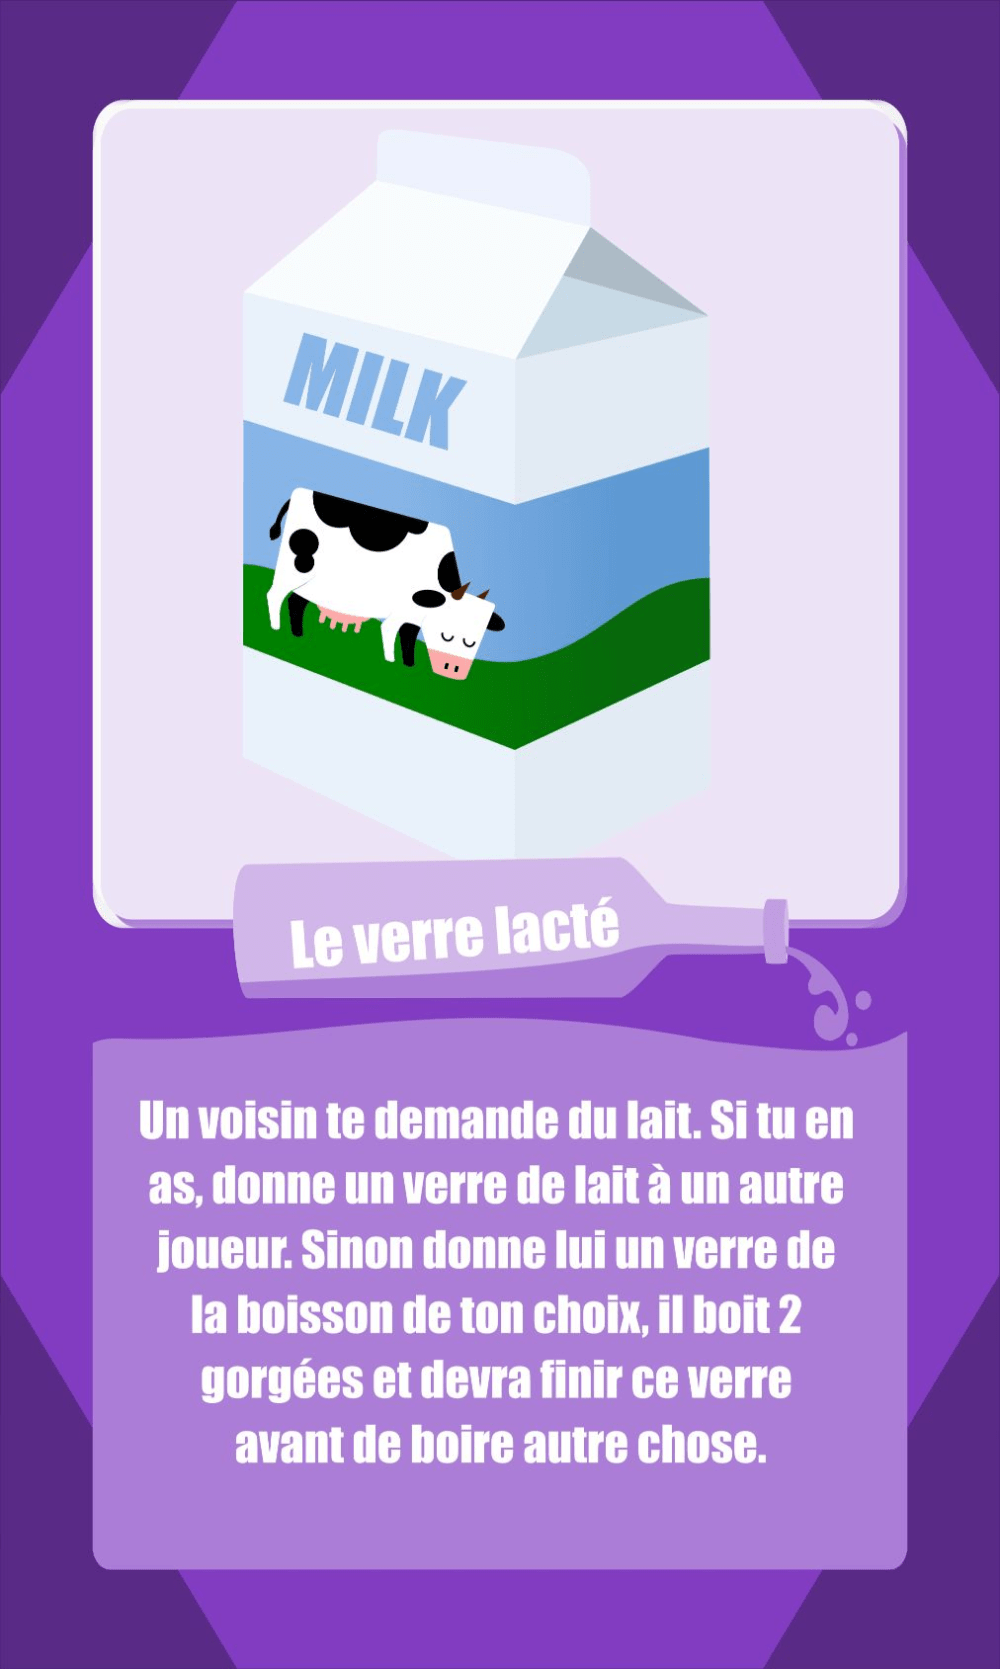 MILK
Le verre lacté
Un voisin te demande du lait. Si tu en
as, donne un verre de lait à un autre
joueur. Sinon donne lui un verre de
la boisson de ton choix, il boit 2
gorgées et devra finir ce verre
avant de boire autre chose.